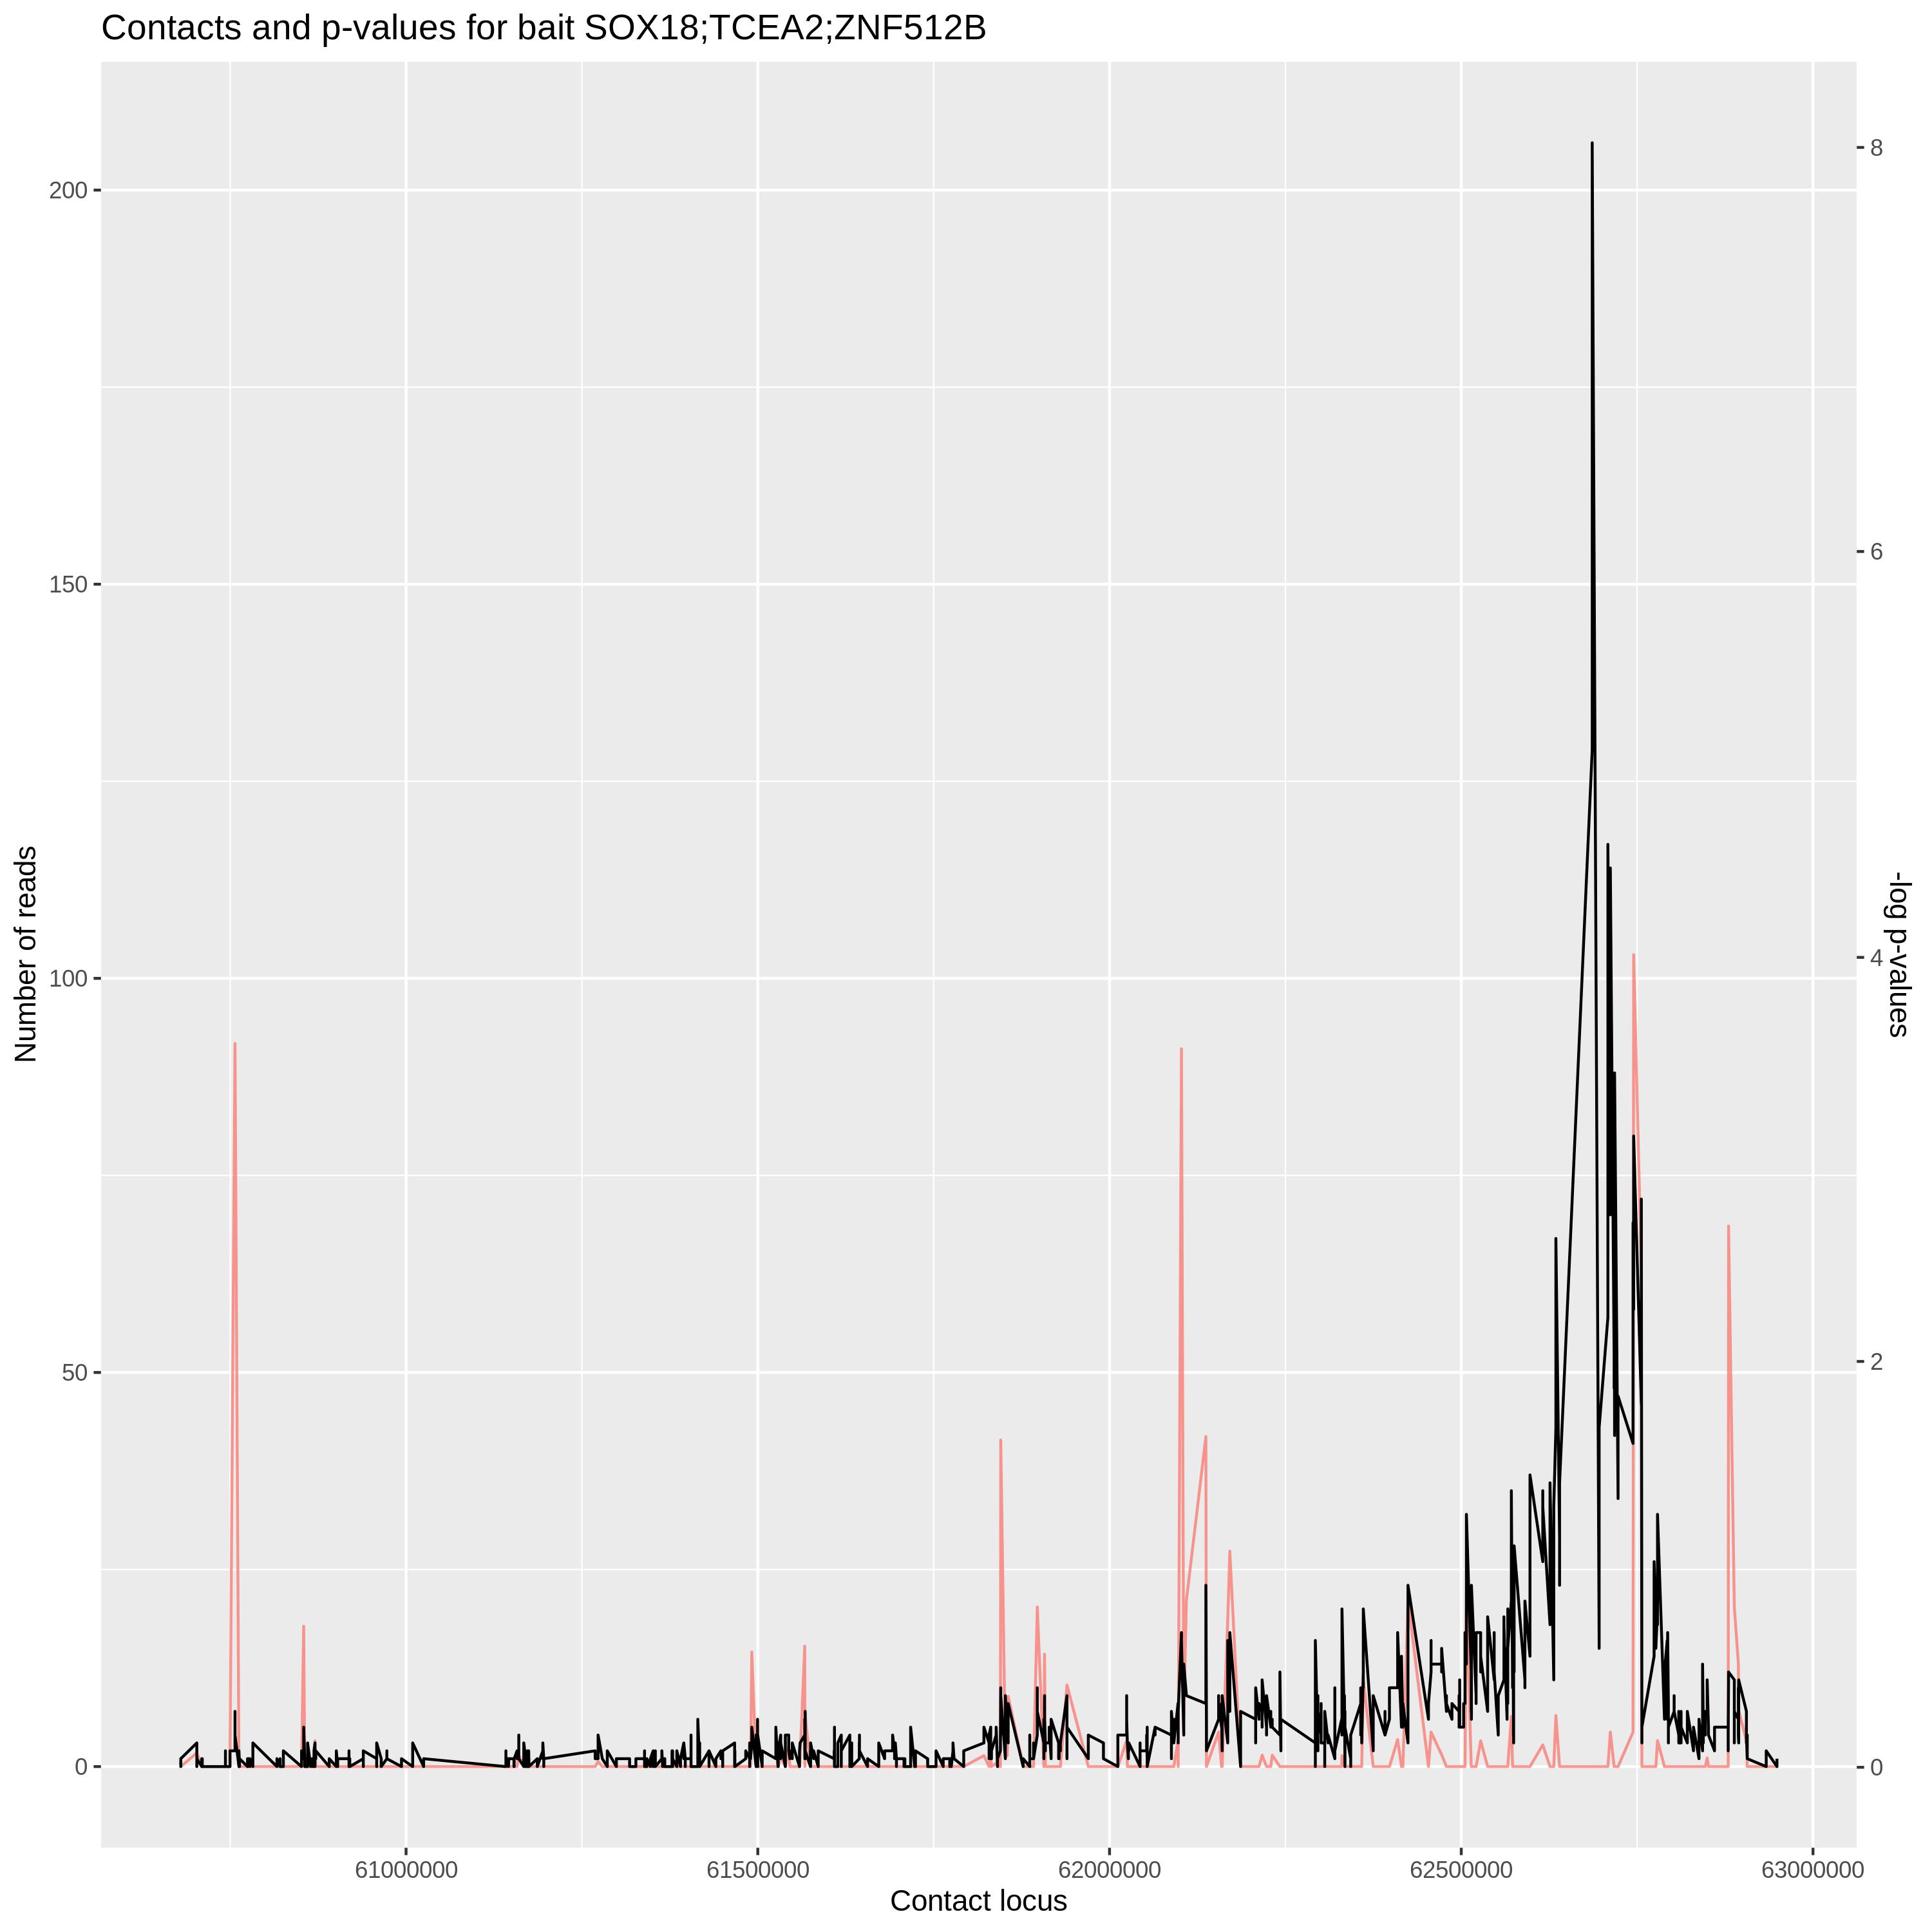 Contacts and p-values for bait SOX18;TCEA2;ZNF512B
Number of reads
200
150
100
50
0
8
6
4
2
0
-log p-values
61000000 61500000 62000000 62500000 63000000
Contact locus